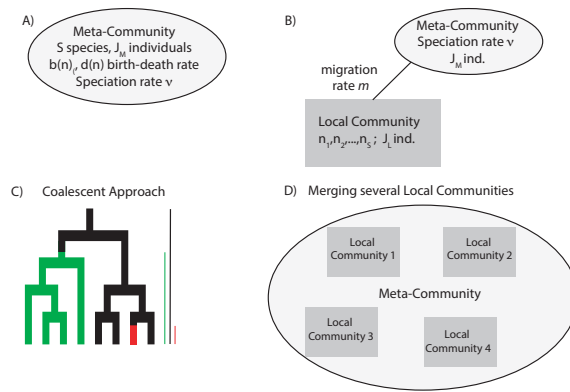 A)
Meta-Community
S species, J_M individuals
b(n), d(n) birth-death rate
Speciation rate ν
B)
Meta-Community
Speciation rate ν
J_M ind.
migration
rate m
Local Community
n_1,n_2,...,n_S ; J_L ind.
C) Coalescent Approach
D) Merging several Local Communities
Local
Community 1
Local
Community 2
Meta-Community
Local
Community 3
Local
Community 4